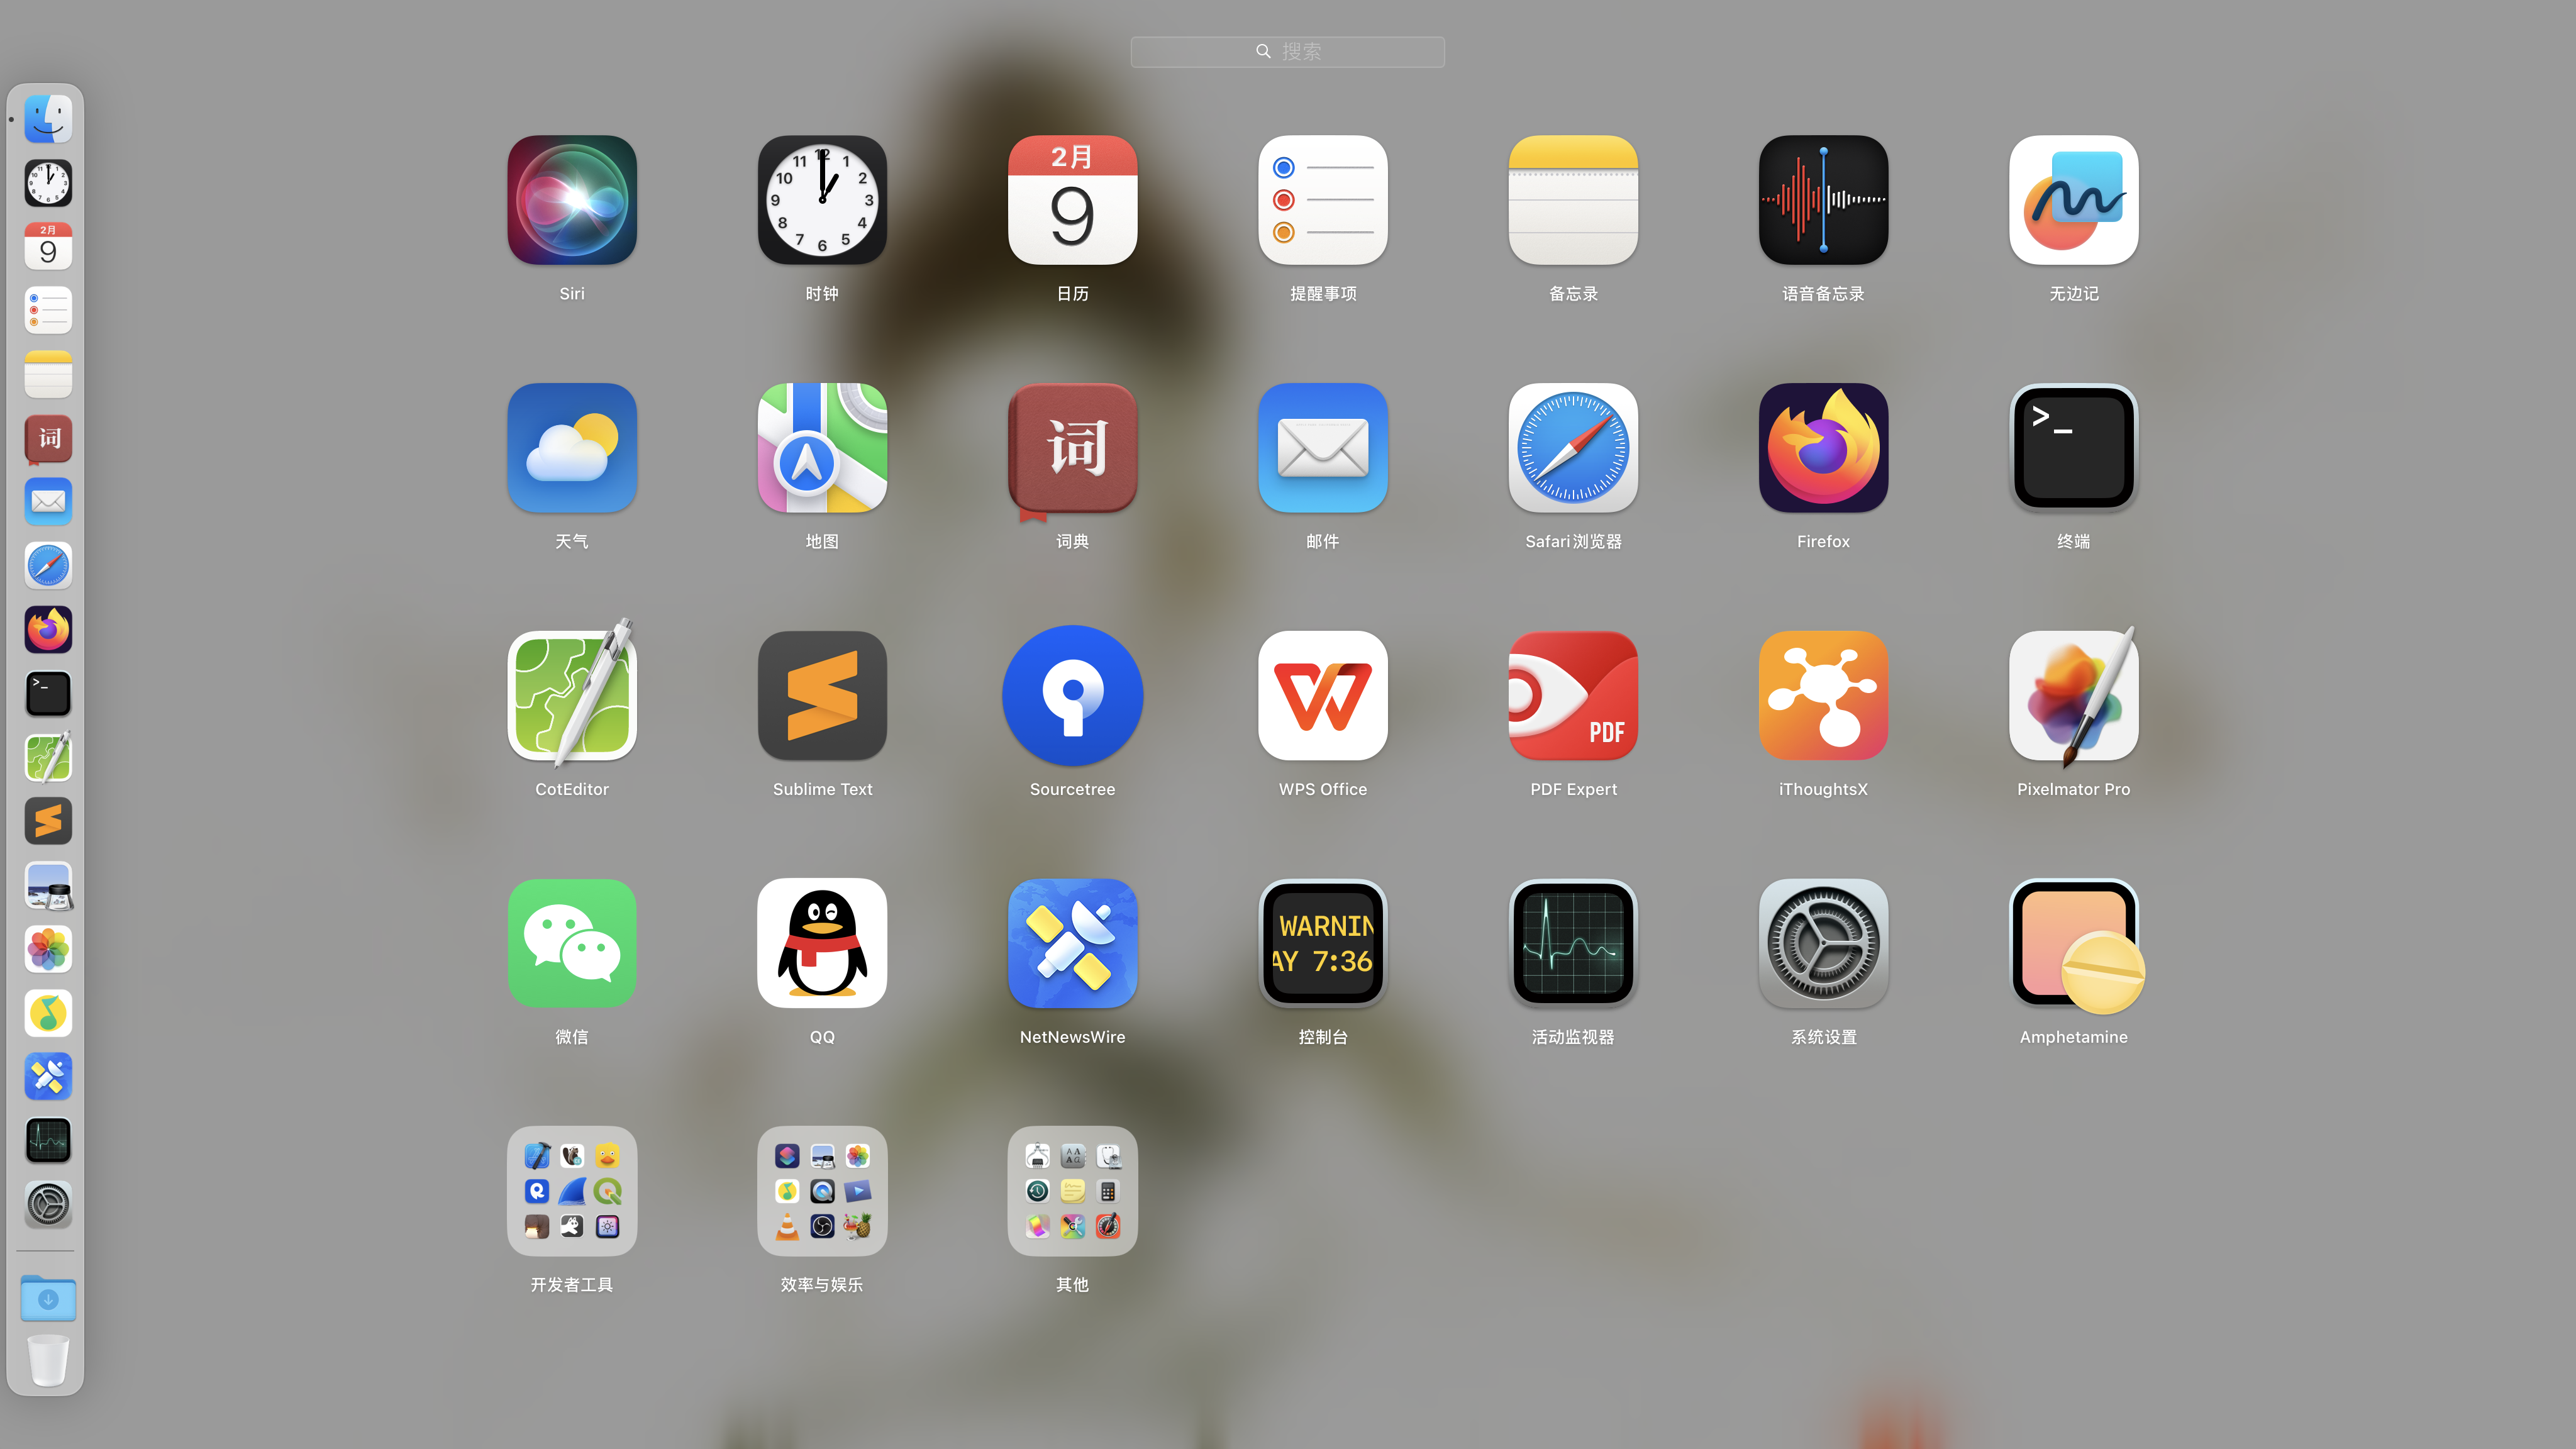 搜索
2月
9
Siri
时钟
日历
提醒事项
备忘录
语音备忘录
无边记
词
天气
地图
词典
邮件
Safari浏览器
Firefox
终端
PDF
CotEditor
Sublime Text
Sourcetree
WPS Office
PDF Expert
iThoughtsX
Pixelmator Pro
WARNIN
AY 7:36
微信
QQ
NetNewsWire
控制台
活动监视器
系统设置
Amphetamine
开发者工具
效率与娱乐
其他